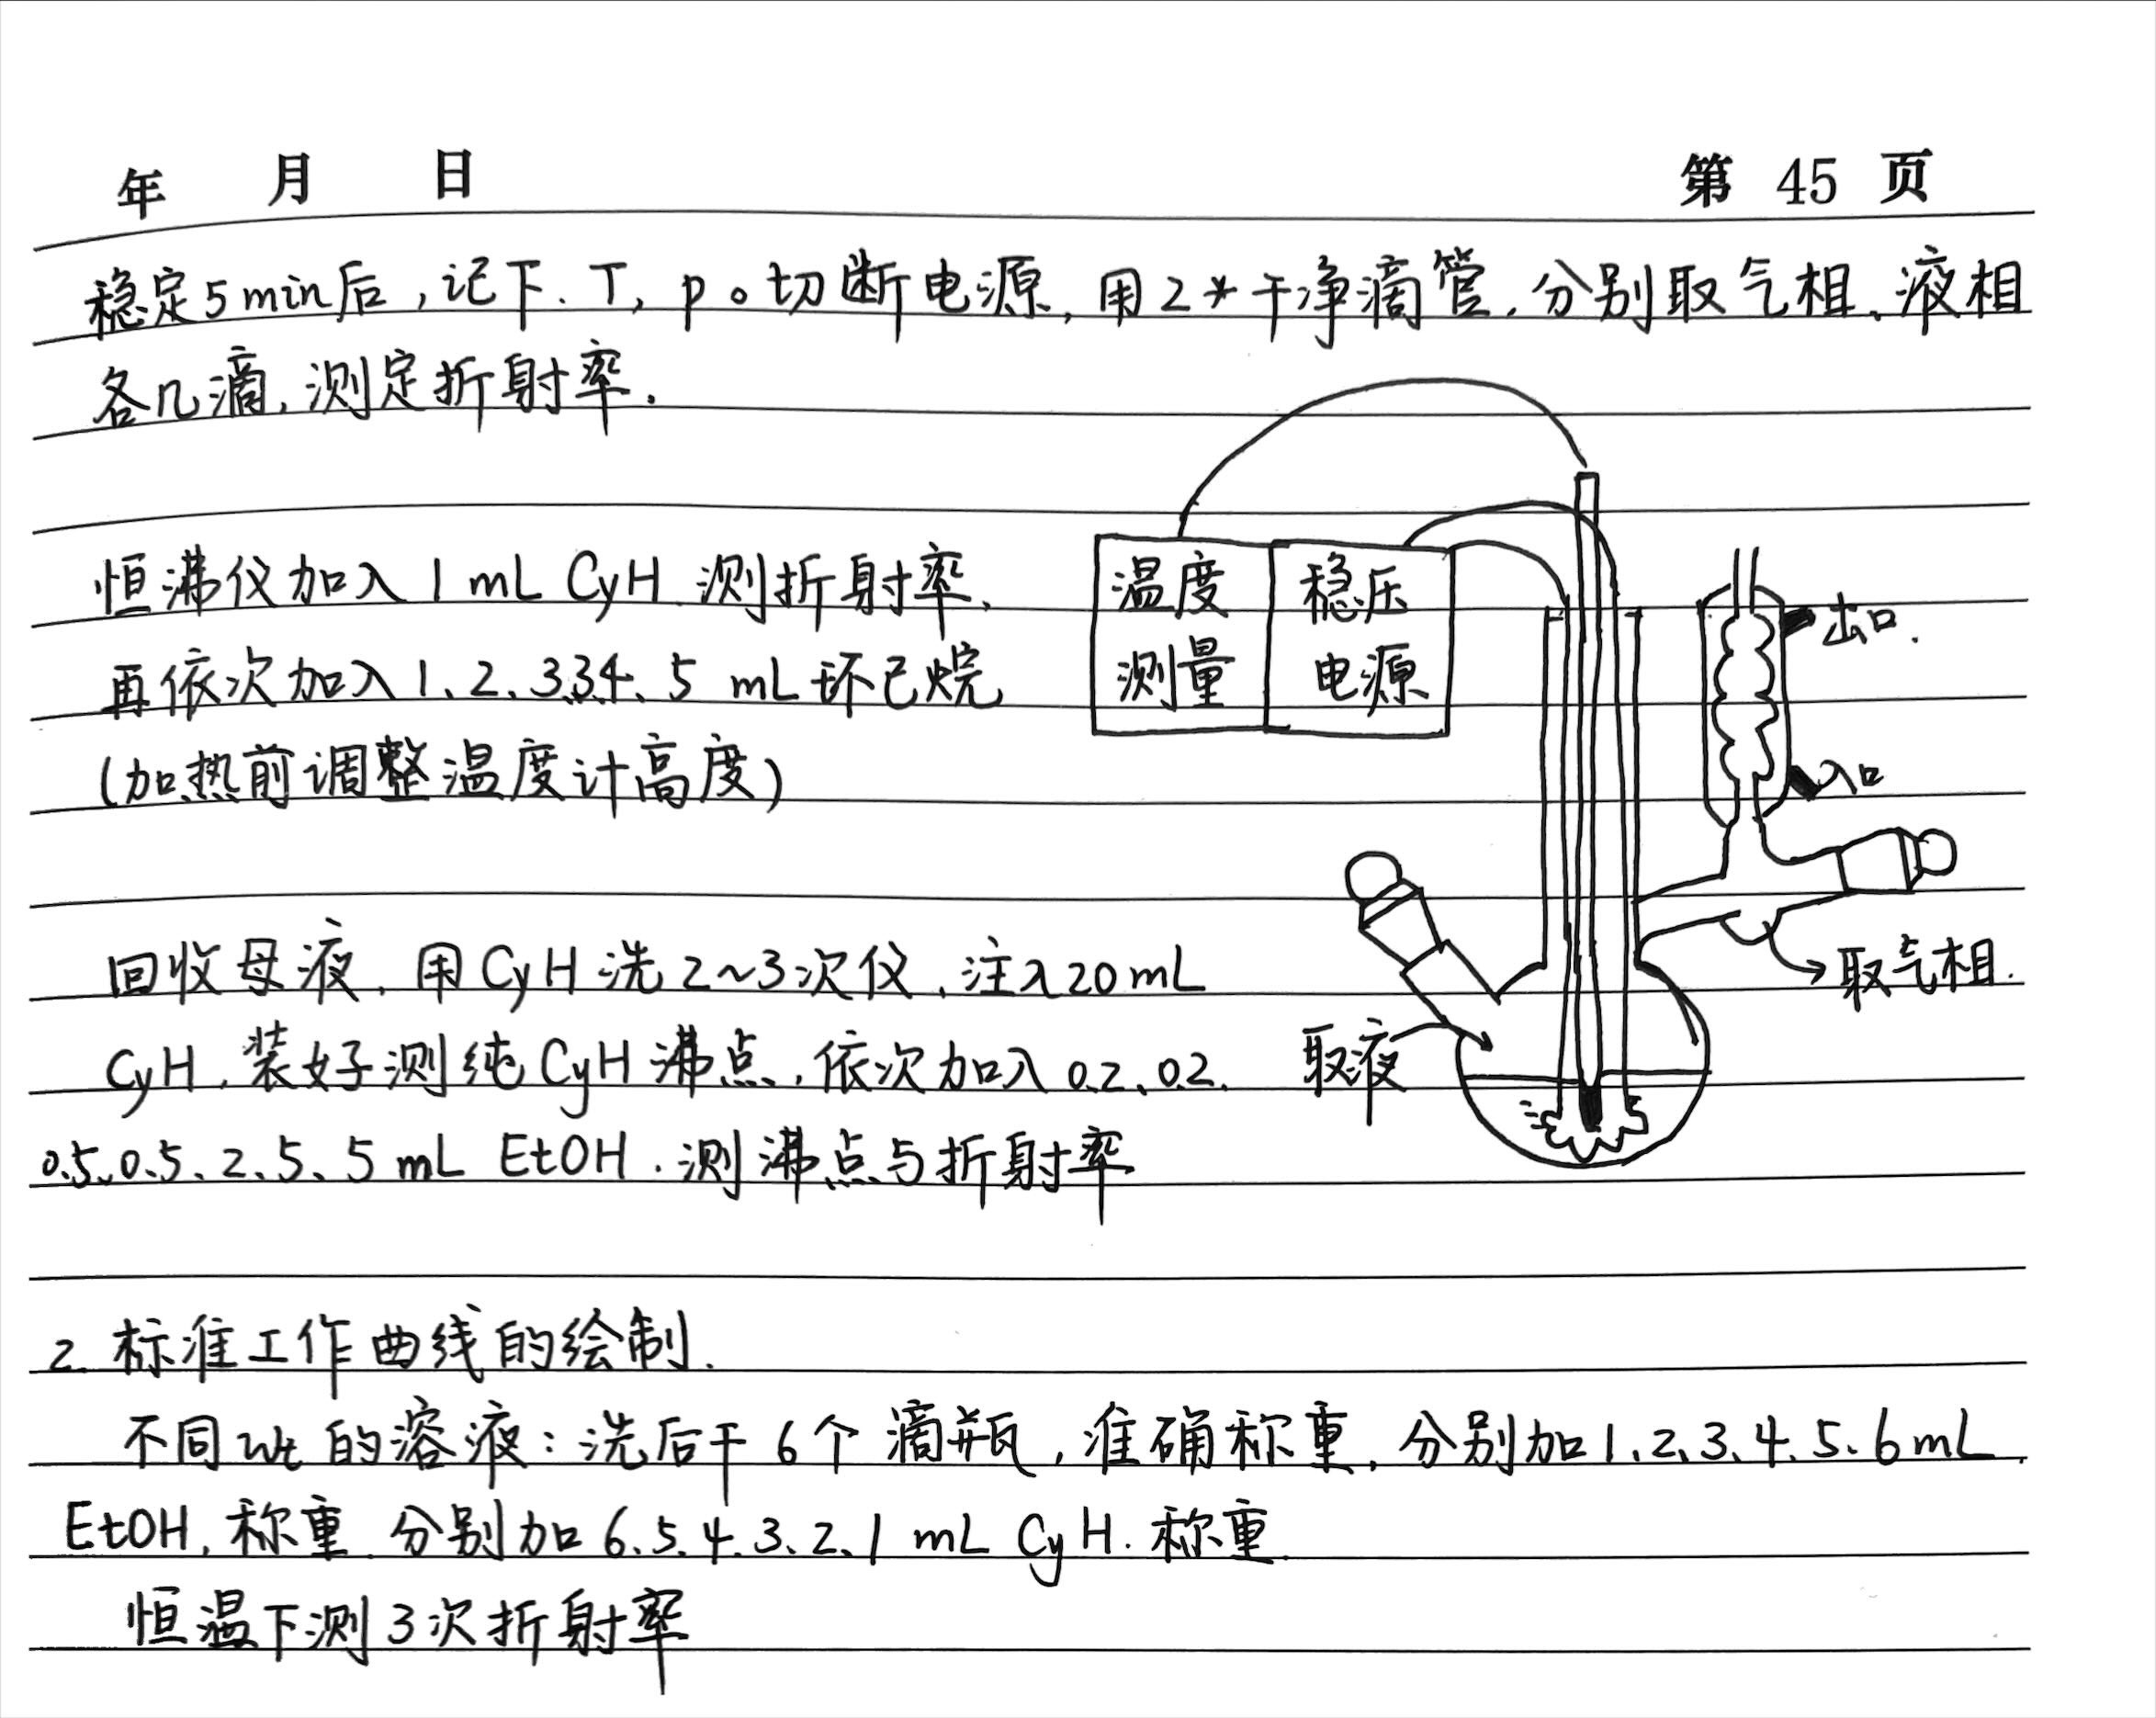 年 月 日 第 45 页
稳定5min后,记下.T,p。切断电源,用2*干净滴管,分别取气相、液相
各几滴,测定折射率.
恒沸仪加入1mL CyH 测折射率、
再依次加入1、2、3、3、4、5 mL环己烷
(加热前调整温度计高度)
温度
测量
稳压
电源
出口.
入口
取气相.
取液
回收母液,用CyH洗2~3次仪,注入20mL
CyH,装好测纯CyH沸点,依次加入0.2、0.2、
0.5、0.5、2、5、5mL EtOH.测沸点与折射率
2.标准工作曲线的绘制.
不同wt的溶液:洗后干6个滴瓶,准确称重,分别加1、2、3、4、5、6mL
EtOH,称重.分别加6、5、4、3、2、1mL CyH.称重
恒温下测3次折射率